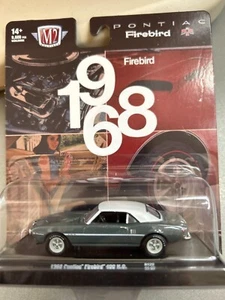 14+
M2
PONTIAC
Firebird
Firebird
1968
1968 Pontiac Firebird 400 H.O.